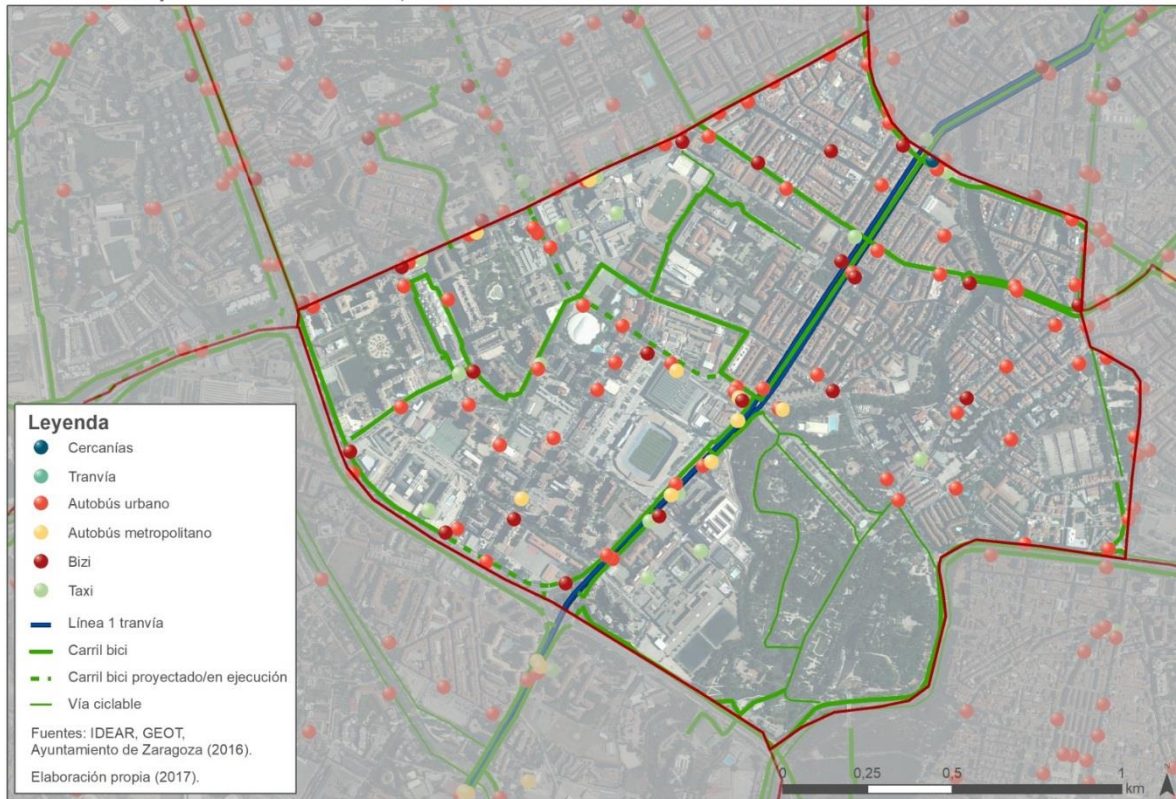 Leyenda
Cercanías
Tranvía
Autobús urbano
Autobús metropolitano
Bizi
Taxi
Línea 1 tranvía
Carril bici
Carril bici proyectado/en ejecución
Vía ciclable
Fuentes: IDEAR, GEOT,
Ayuntamiento de Zaragoza (2016).
Elaboración propia (2017).
0 0,25 0,5 1
km